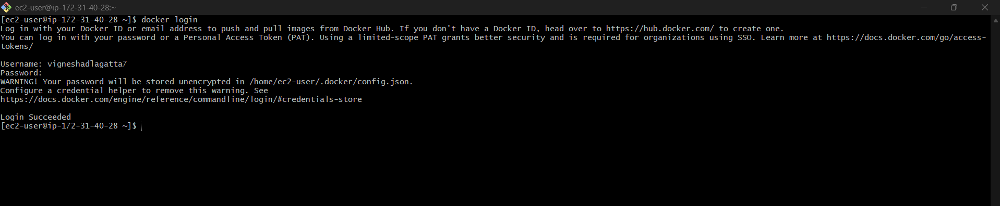 ec2-user@ip-172-31-40-28:~
[ec2-user@ip-172-31-40-28 ~]$ docker login
Log in with your Docker ID or email address to push and pull images from Docker Hub. If you don't have a Docker ID, head over to https://hub.docker.com/ to create one.
You can log in with your password or a Personal Access Token (PAT). Using a limited-scope PAT grants better security and is required for organizations using SSO. Learn more at https://docs.docker.com/go/access-
tokens/
Username: vigneshadlagatta7
Password:
WARNING! Your password will be stored unencrypted in /home/ec2-user/.docker/config.json.
Configure a credential helper to remove this warning. See
https://docs.docker.com/engine/reference/commandline/login/#credentials-store
Login Succeeded
[ec2-user@ip-172-31-40-28 ~]$